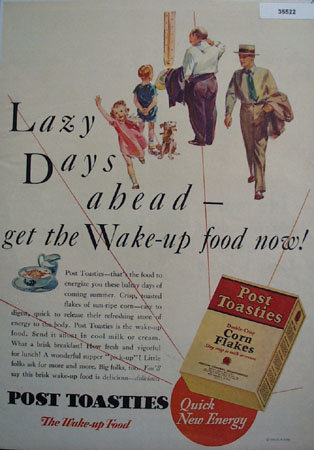 35522
Lazy
Days
ahead—
get the Wake-up food now!
Post Toasties—that's the food to
energize you these balmy days of
coming summer. Crisp, toasted
flakes of sun-ripe corn—easy to
digest, quick to release their refreshing store of
energy to the body. Post Toasties is the wake-up
food. Send it about in cool milk or cream.
What a brisk breakfast! How fresh and vigorful
for lunch! A wonderful supper "pick-up"! Little
folks ask for more and more. Big folks, too. You'll
say this brisk wake-up food is delicious—delicious
POST TOASTIES
The Wake-up Food
Post
Toasties
Double-Crisp
Corn
Flakes
Quick
New Energy